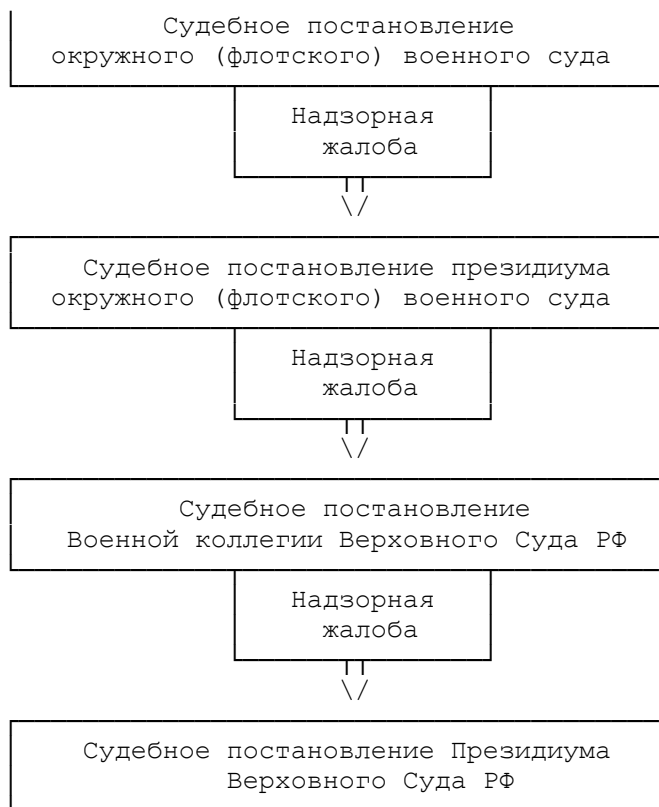 Судебное постановление
окружного (флотского) военного суда
Надзорная
жалоба
Судебное постановление президиума
окружного (флотского) военного суда
Надзорная
жалоба
Судебное постановление
Военной коллегии Верховного Суда РФ
Надзорная
жалоба
Судебное постановление Президиума
Верховного Суда РФ